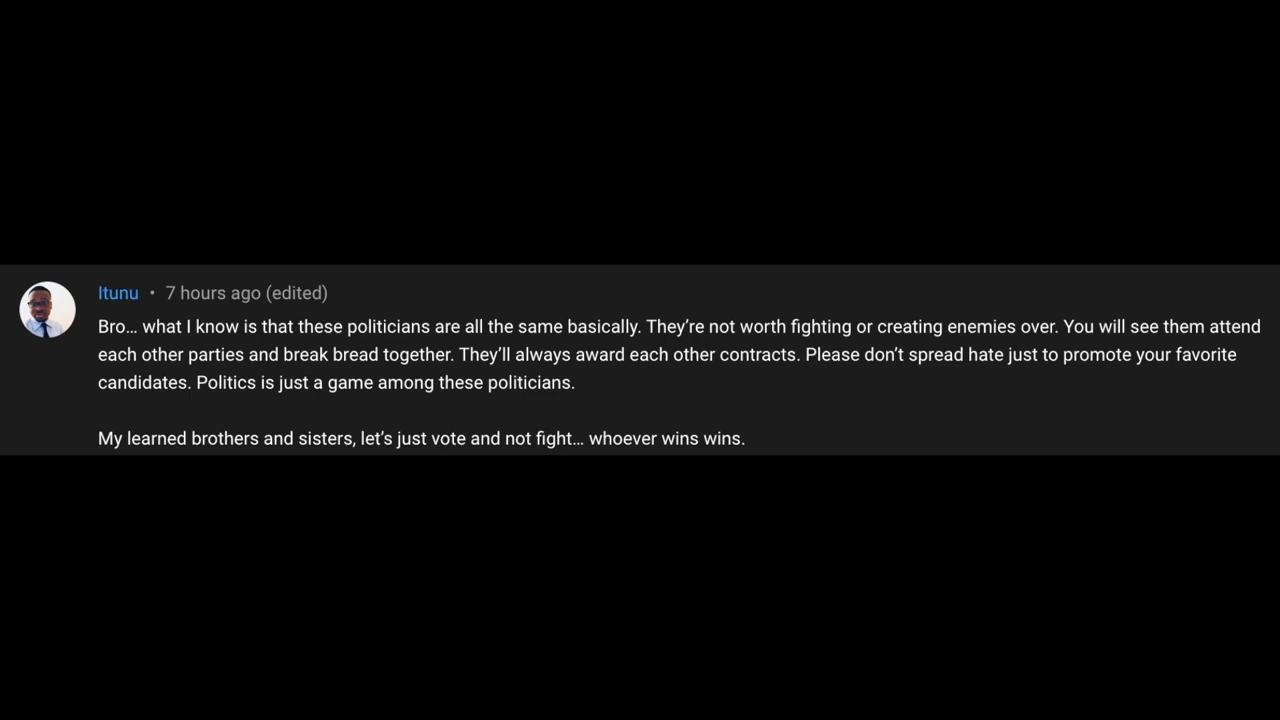 Itunu • 7 hours ago (edited)
Bro… what I know is that these politicians are all the same basically. They’re not worth fighting or creating enemies over. You will see them attend
each other parties and break bread together. They’ll always award each other contracts. Please don’t spread hate just to promote your favorite
candidates. Politics is just a game among these politicians.
My learned brothers and sisters, let’s just vote and not fight… whoever wins wins.